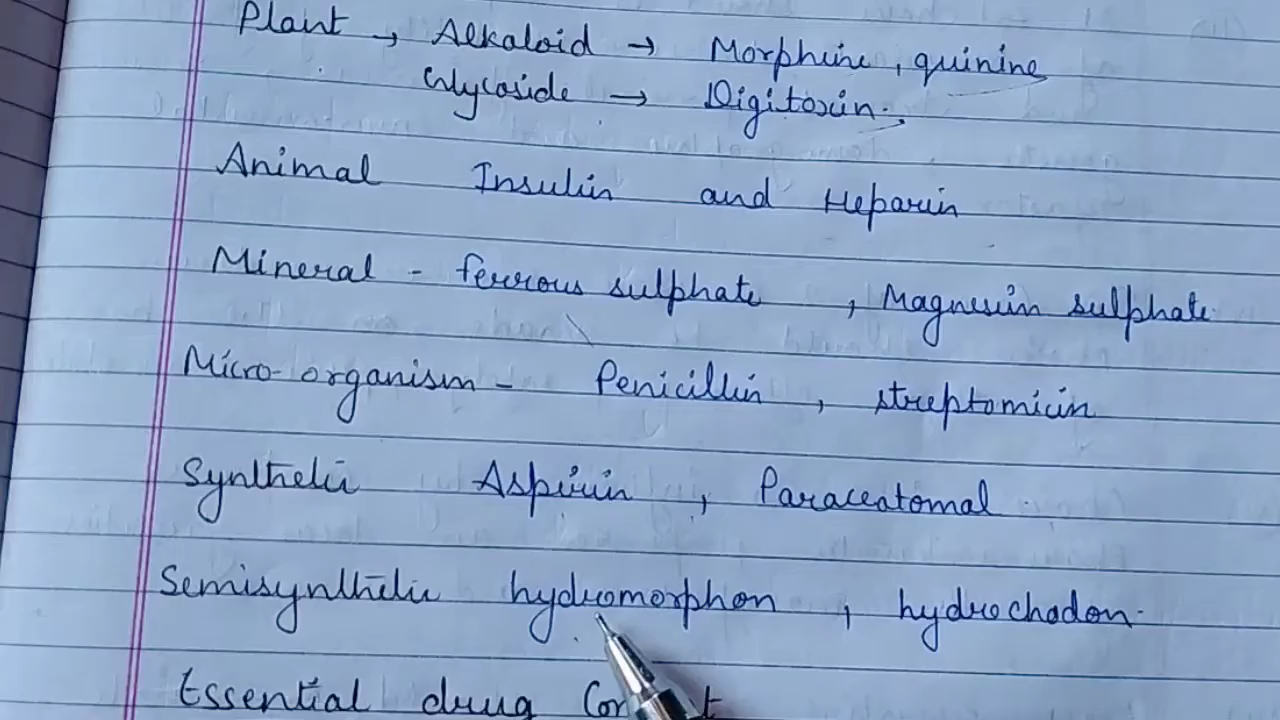 Plant → Alkaloid → Morphine, quinine
Glycoside → Digitoxin.
Animal Insulin and Heparin
Mineral - ferrous sulphate, Magnesium sulphate
Micro-organism - Penicillin, streptomicin
Synthetic Aspirin, Paraceatomal
Semisynthetic hydromorphon, hydrochodon.
Essential drug